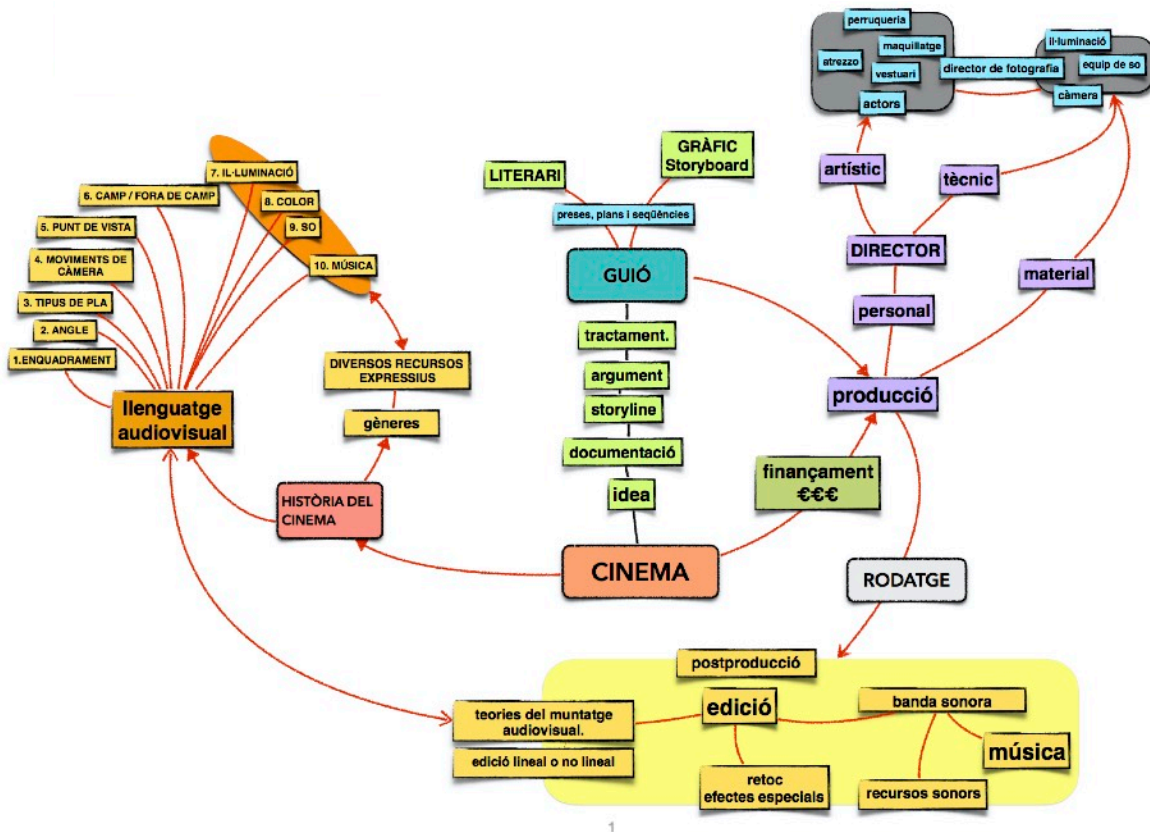 perruqueria
maquillatge
atrezzo
vestuari
actors
director de fotografia
il·luminació
equip de so
càmera
artístic
tècnic
DIRECTOR
personal
material
producció
LITERARI
GRÀFIC
Storyboard
preses, plans i seqüències
GUIÓ
tractament.
argument
storyline
documentació
idea
CINEMA
finançament
€€€
7. IL·LUMINACIÓ
6. CAMP / FORA DE CAMP
8. COLOR
5. PUNT DE VISTA
9. SO
4. MOVIMENTS DE
CÀMERA
10. MÚSICA
3. TIPUS DE PLA
2. ANGLE
1.ENQUADRAMENT
llenguatge
audiovisual
DIVERSOS RECURSOS
EXPRESSIUS
gèneres
HISTÒRIA DEL
CINEMA
RODATGE
postproducció
edició
banda sonora
teories del muntatge
audiovisual.
música
edició lineal o no lineal
retoc
efectes especials
recursos sonors
1